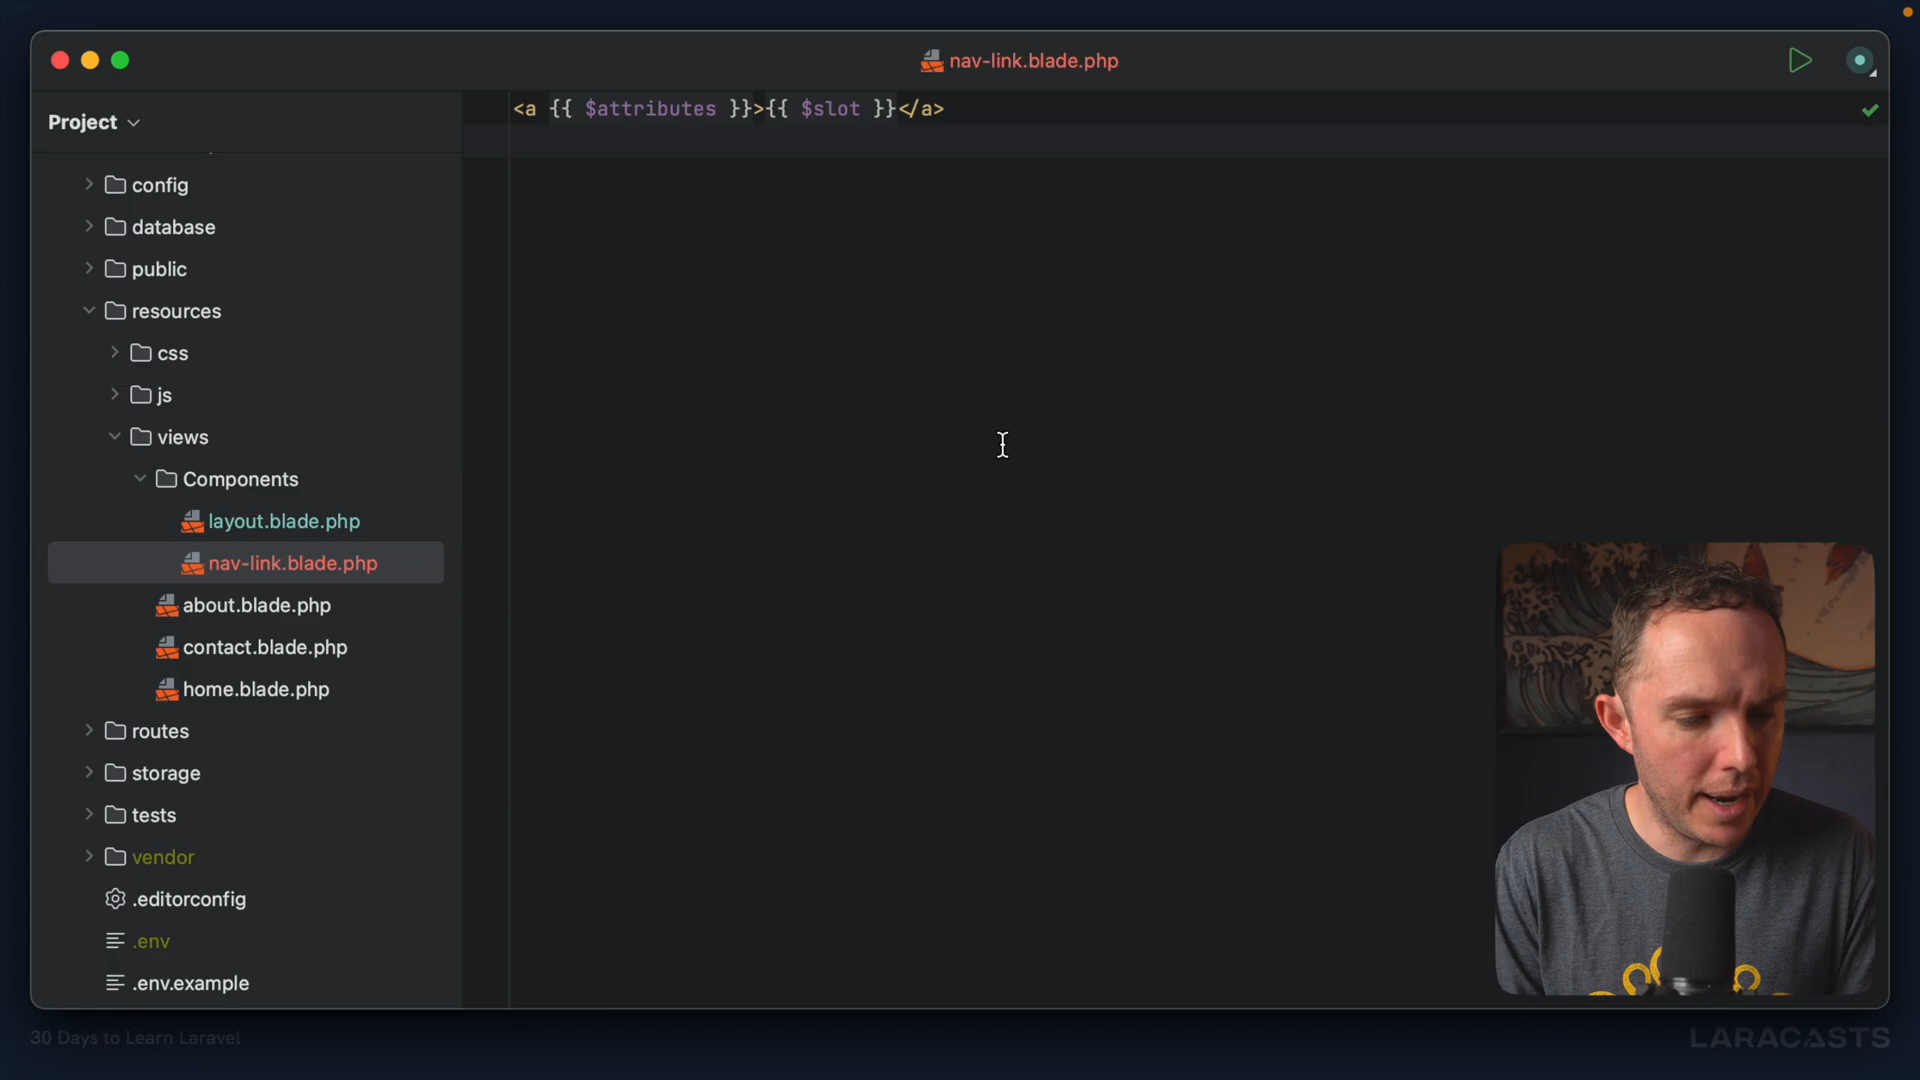 nav-link.blade.php
Project
<a {{ $attributes }}>{{ $slot }}</a>
config
database
public
resources
css
js
views
Components
layout.blade.php
nav-link.blade.php
about.blade.php
contact.blade.php
home.blade.php
routes
storage
tests
vendor
.editorconfig
.env
.env.example
30 Days to Learn Laravel
LARACASTS